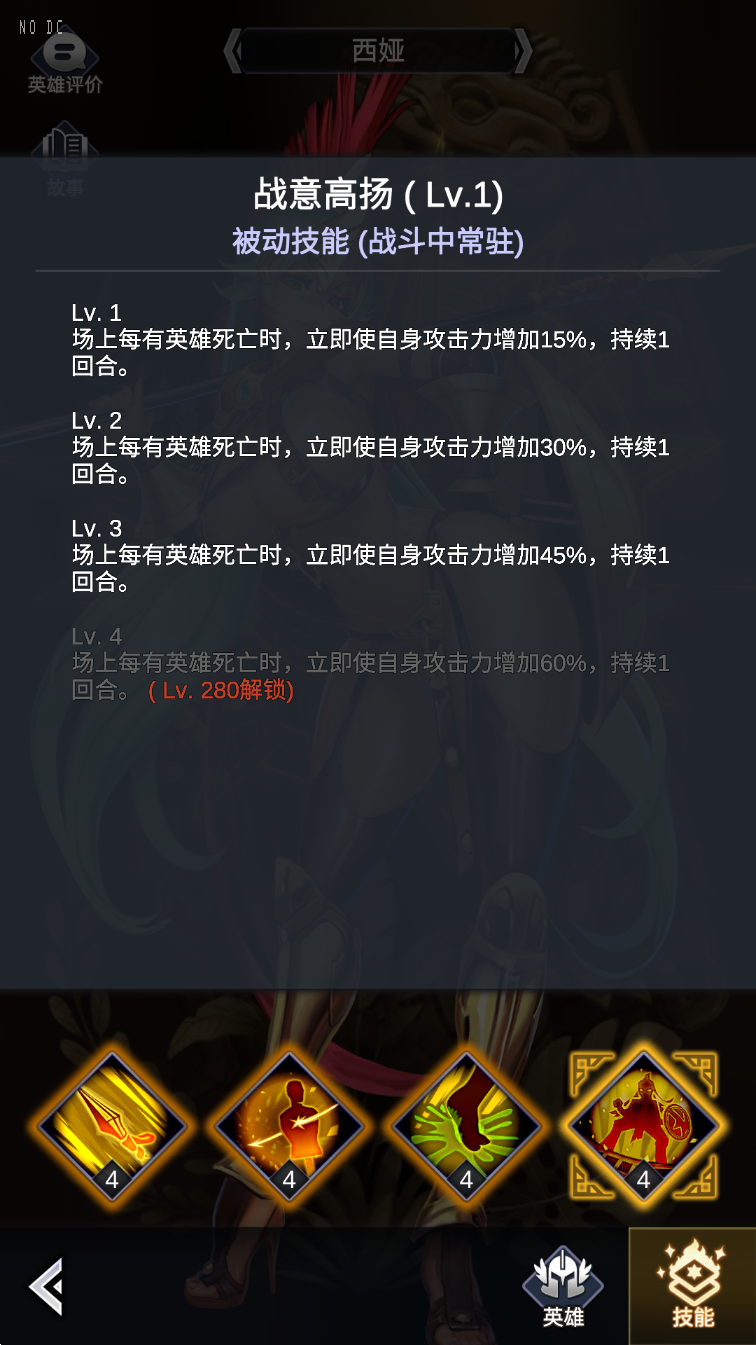 NO DC
西娅
英雄评价
故事
战意高扬 ( Lv.1)
被动技能 (战斗中常驻)
Lv. 1
场上每有英雄死亡时，立即使自身攻击力增加15%，持续1
回合。
Lv. 2
场上每有英雄死亡时，立即使自身攻击力增加30%，持续1
回合。
Lv. 3
场上每有英雄死亡时，立即使自身攻击力增加45%，持续1
回合。
Lv. 4
场上每有英雄死亡时，立即使自身攻击力增加60%，持续1
回合。 ( Lv. 280解锁)
4 4 4 4
英雄 技能